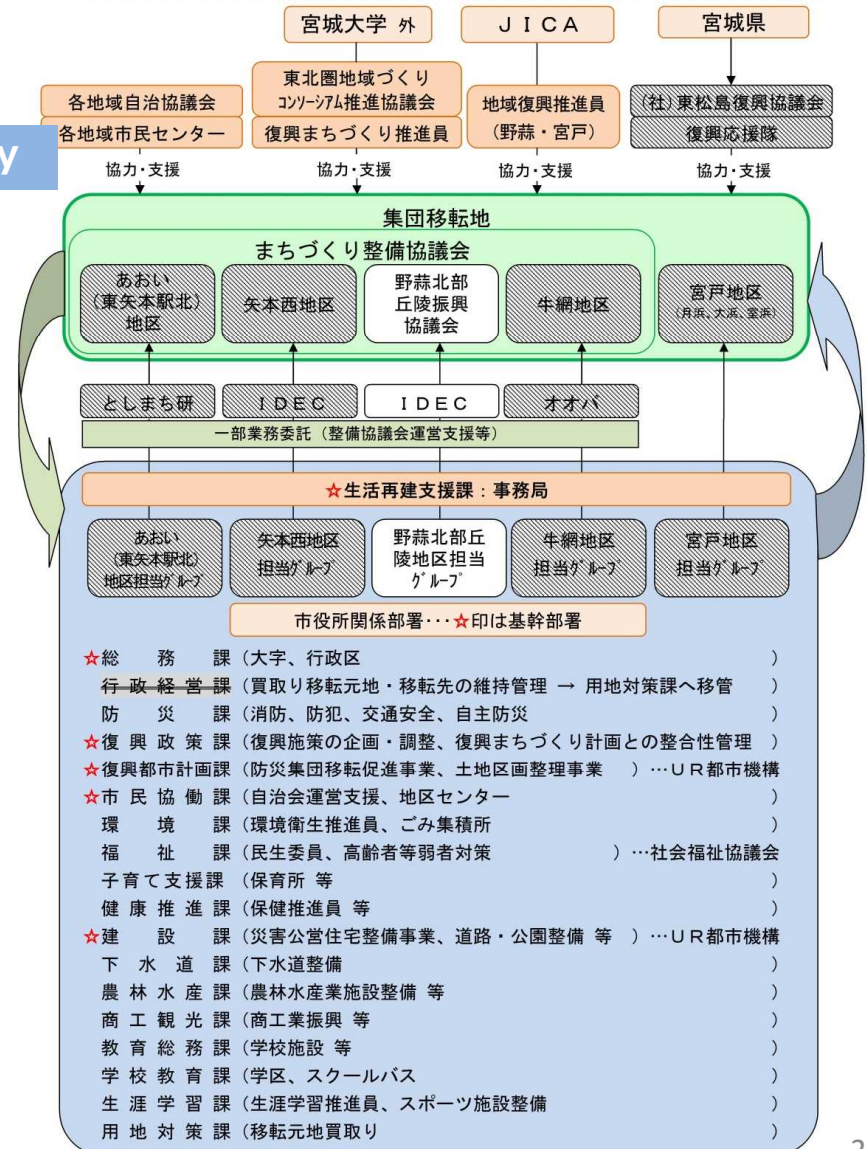 宮城大学 外
JICA
宮城県
各地域自治協議会
各地域市民センター
東北圏地域づくり
コンソーシアム推進協議会
復興まちづくり推進員
地域復興推進員
(野蒜・宮戸)
(社)東松島復興協議会
復興応援隊
y
協力・支援
協力・支援
協力・支援
協力・支援
集団移転地
まちづくり整備協議会
あおい
(東矢本駅北)
地区
矢本西地区
野蒜北部
丘陵振興
協議会
牛網地区
宮戸地区
(月浜、大浜、室浜)
としまち研
IDEC
IDEC
オオバ
一部業務委託(整備協議会運営支援等)
☆生活再建支援課:事務局
あおい
(東矢本駅北)
地区担当グループ
矢本西地区
担当グループ
野蒜北部丘
陵地区担当
グループ
牛網地区
担当グループ
宮戸地区
担当グループ
市役所関係部署・・・☆印は基幹部署
☆総務課(大字、行政区)
行政経営課(買取り移転元地・移転先の維持管理 → 用地対策課へ移管)
防災課(消防、防犯、交通安全、自主防災)
☆復興政策課(復興施策の企画・調整、復興まちづくり計画との整合性管理)
☆復興都市計画課(防災集団移転促進事業、土地区画整理事業)…UR都市機構
☆市民協働課(自治会運営支援、地区センター)
環境課(環境衛生推進員、ごみ集積所)
福祉課(民生委員、高齢者等弱者対策)…社会福祉協議会
子育て支援課(保育所 等)
健康推進課(保健推進員 等)
☆建設課(災害公営住宅整備事業、道路・公園整備 等)…UR都市機構
下水道課(下水道整備)
農林水産課(農林水産業施設整備 等)
商工観光課(商工業振興 等)
教育総務課(学校施設 等)
学校教育課(学区、スクールバス)
生涯学習課(生涯学習推進員、スポーツ施設整備)
用地対策課(移転元地買取り)